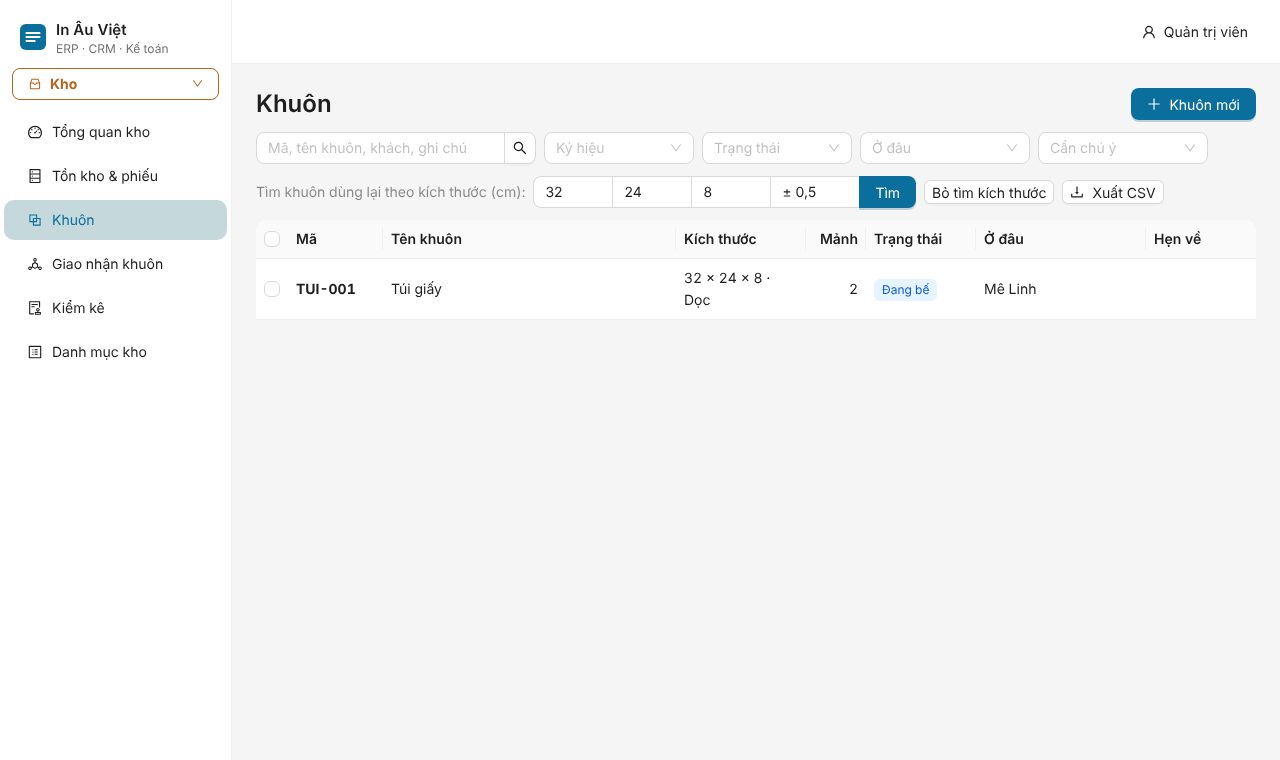 In Âu Việt
ERP · CRM · Kế toán
Kho
Tổng quan kho
Tồn kho & phiếu
Khuôn
Giao nhận khuôn
Kiểm kê
Danh mục kho
Quản trị viên
Khuôn
Khuôn mới
Mã, tên khuôn, khách, ghi chú
Ký hiệu
Trạng thái
Ở đâu
Cần chú ý
Tìm khuôn dùng lại theo kích thước (cm): 32 24 8 ± 0,5 Tìm Bỏ tìm kích thước Xuất CSV
Mã Tên khuôn Kích thước Mảnh Trạng thái Ở đâu Hẹn về
TUI-001 Túi giấy 32 × 24 × 8 · Dọc 2 Đang bế Mê Linh